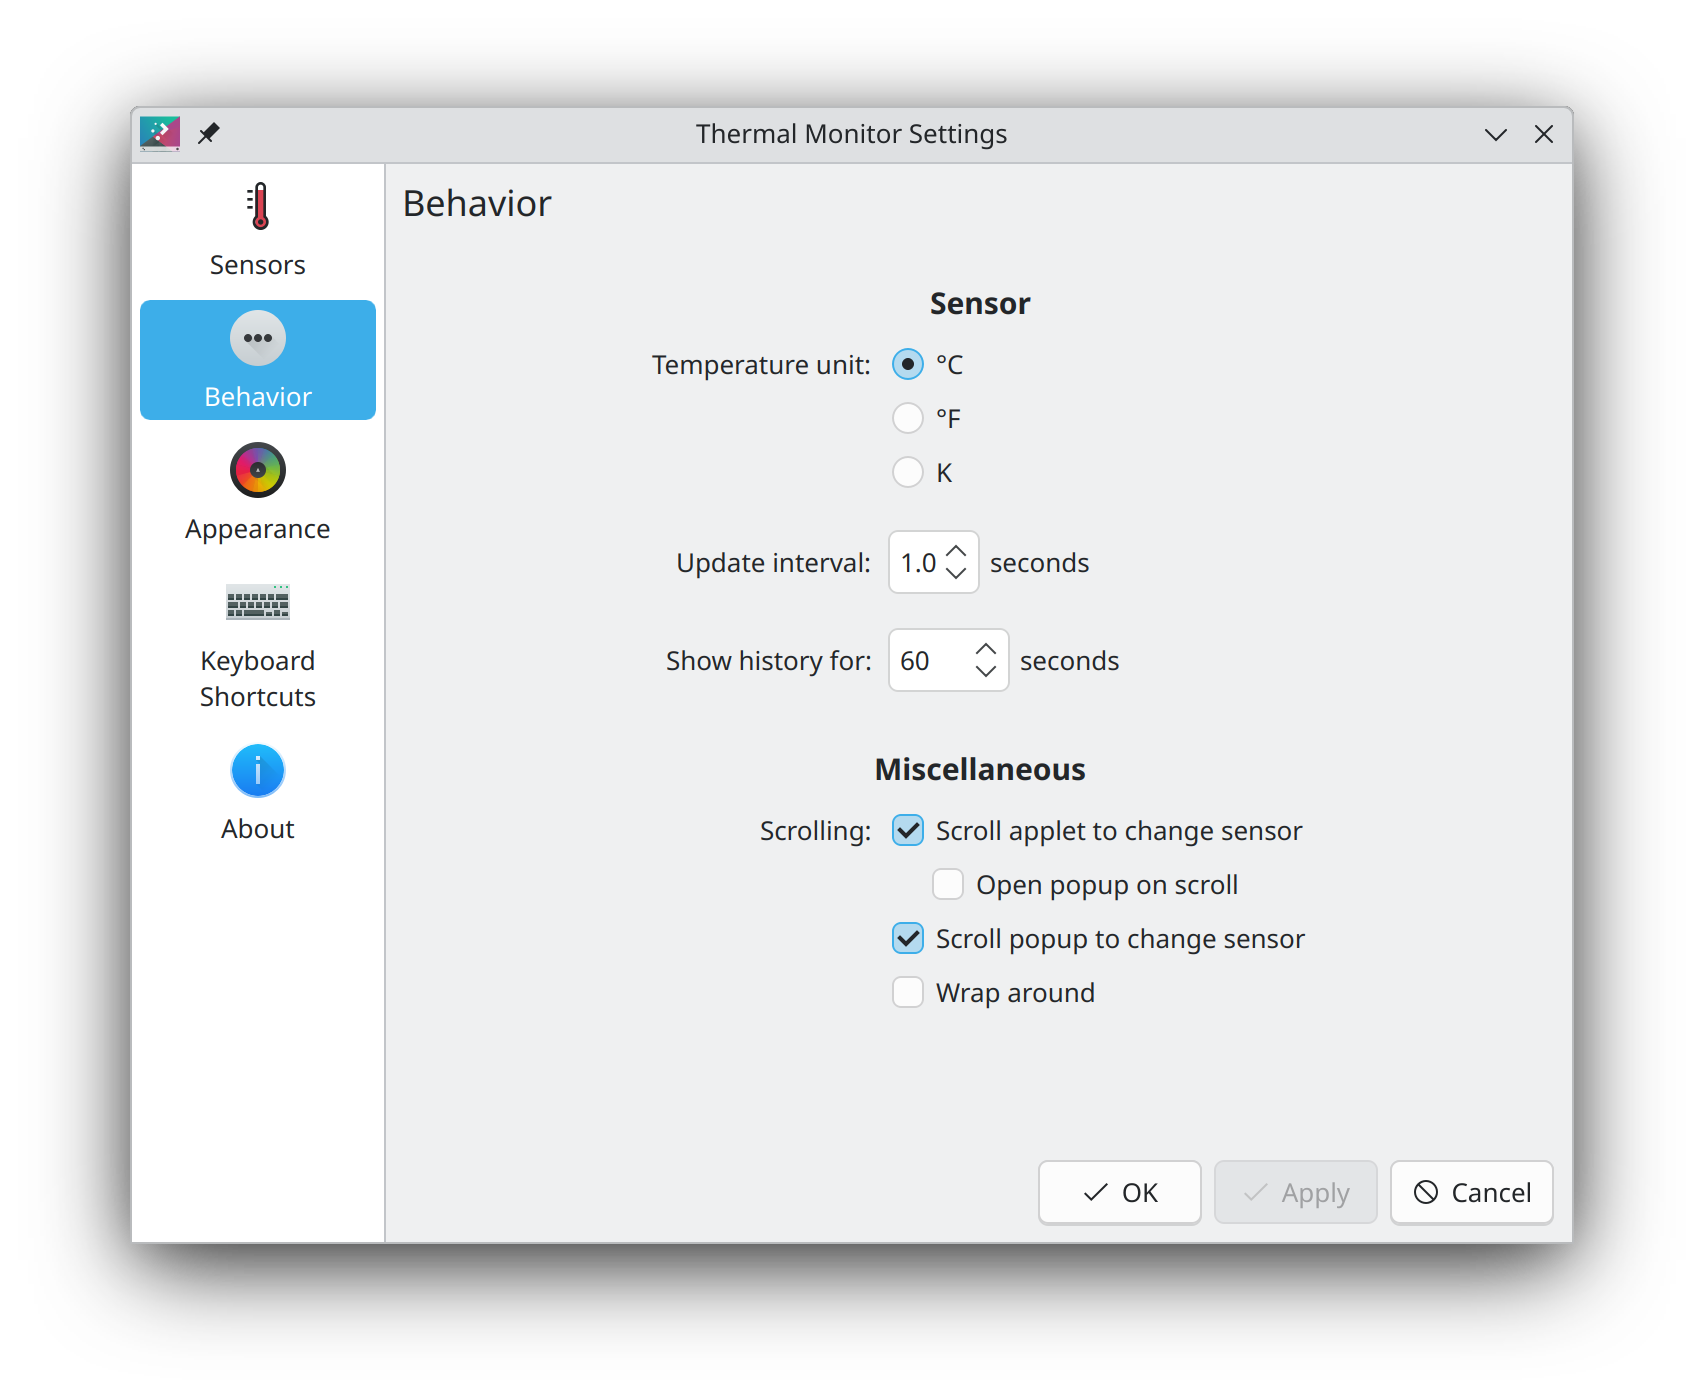 Thermal Monitor Settings
Sensors
Behavior
Appearance
Keyboard
Shortcuts
About
Behavior
Sensor
Temperature unit: °C
°F
K
Update interval: 1.0 seconds
Show history for: 60 seconds
Miscellaneous
Scrolling: Scroll applet to change sensor
Open popup on scroll
Scroll popup to change sensor
Wrap around
OK Apply Cancel